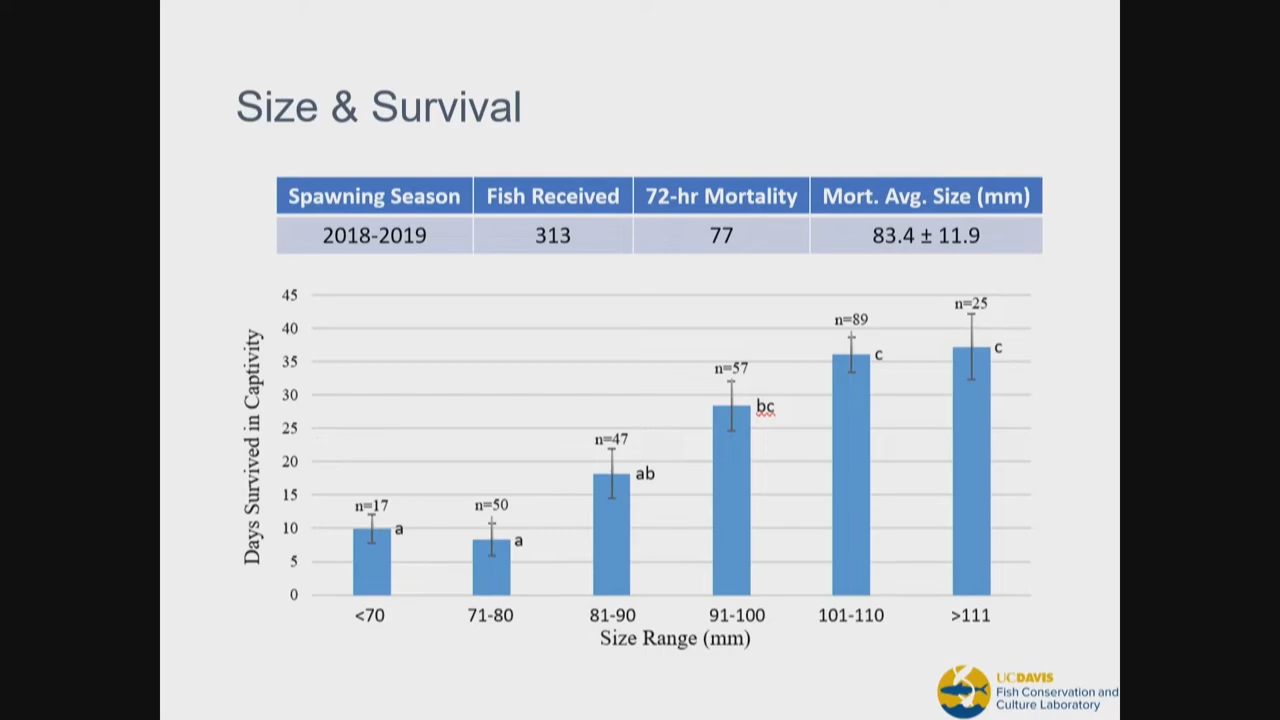 Size & Survival
Spawning Season Fish Received 72-hr Mortality Mort. Avg. Size (mm)
2018-2019 313 77 83.4 ± 11.9
Days Survived in Captivity
45
40
35
30
25
20
15
10
5
0
n=17
a
n=50
a
n=47
ab
n=57
bc
n=89
c
n=25
c
<70 71-80 81-90 91-100 101-110 >111
Size Range (mm)
UCDAVIS
Fish Conservation and
Culture Laboratory